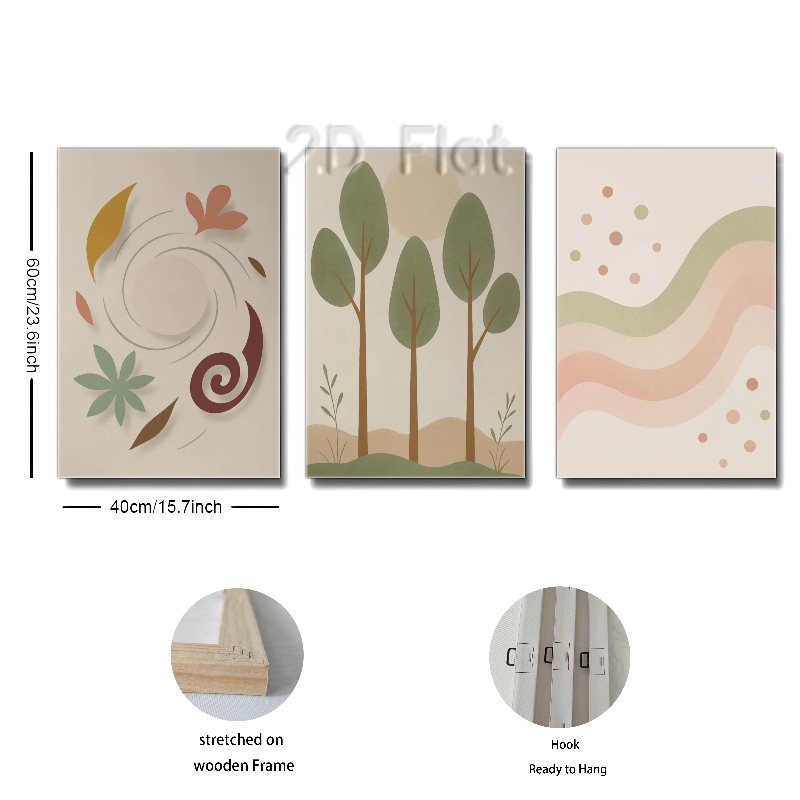 2D Flat
60cm/23.6inch
40cm/15.7inch
stretched on
wooden Frame
Hook
Ready to Hang